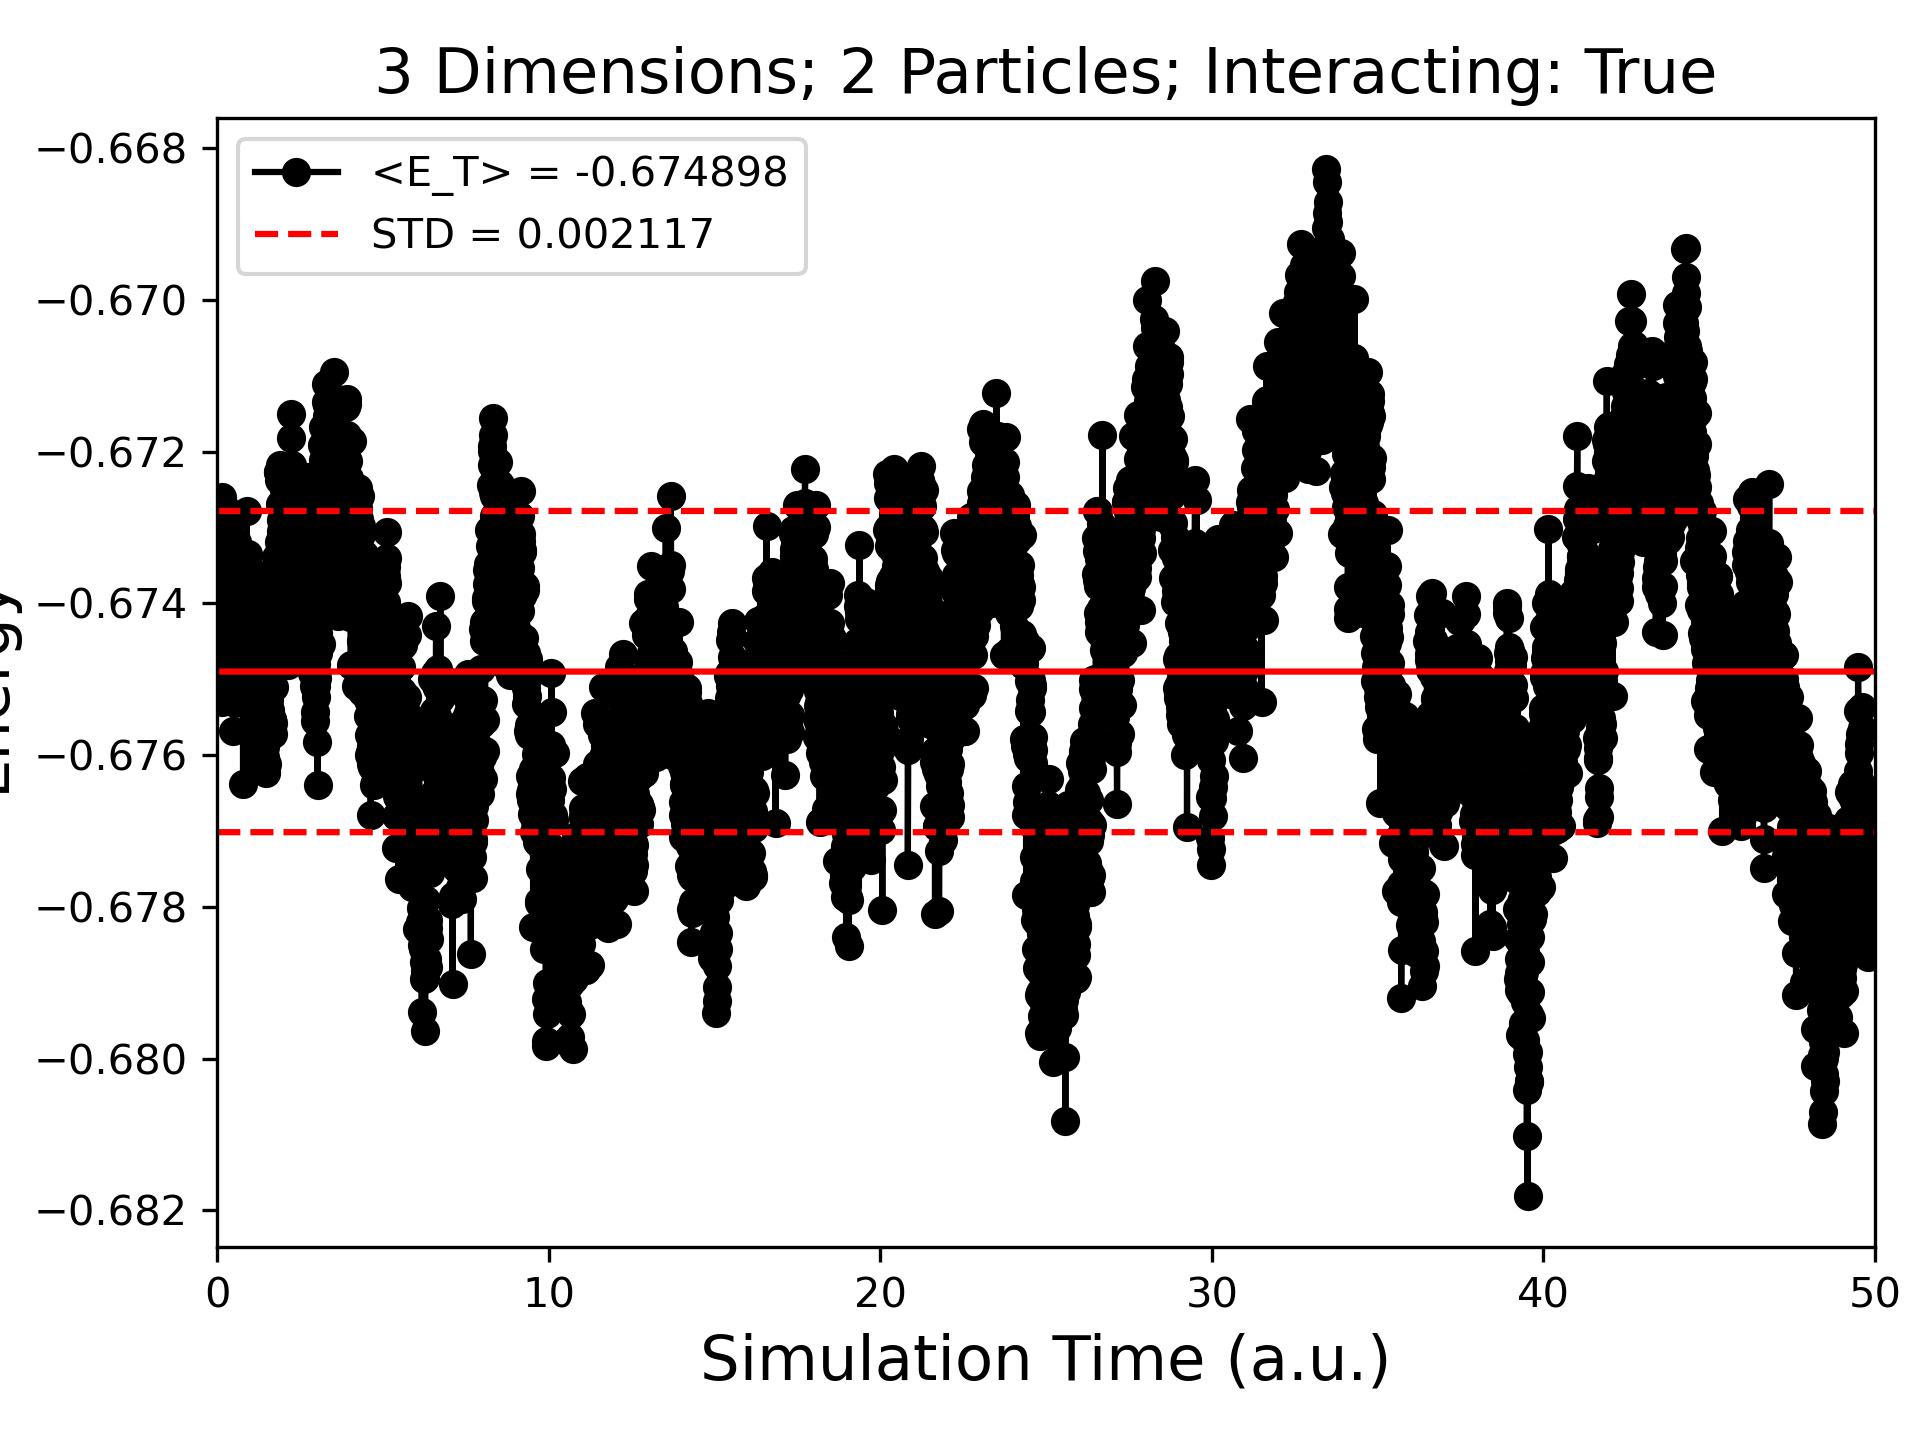 3 Dimensions; 2 Particles; Interacting: True
<E_T> = -0.674898
STD = 0.002117
−0.668
−0.670
−0.672
−0.674
−0.676
−0.678
−0.680
−0.682
Energy
0 10 20 30 40 50
Simulation Time (a.u.)